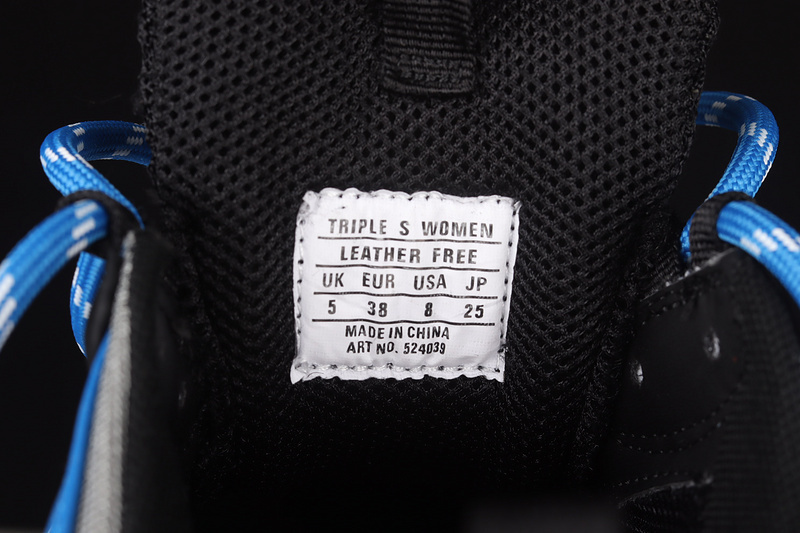 TRIPLE S WOMEN
LEATHER FREE
UK EUR USA JP
5 38 8 25
MADE IN CHINA
ART NO. 524039